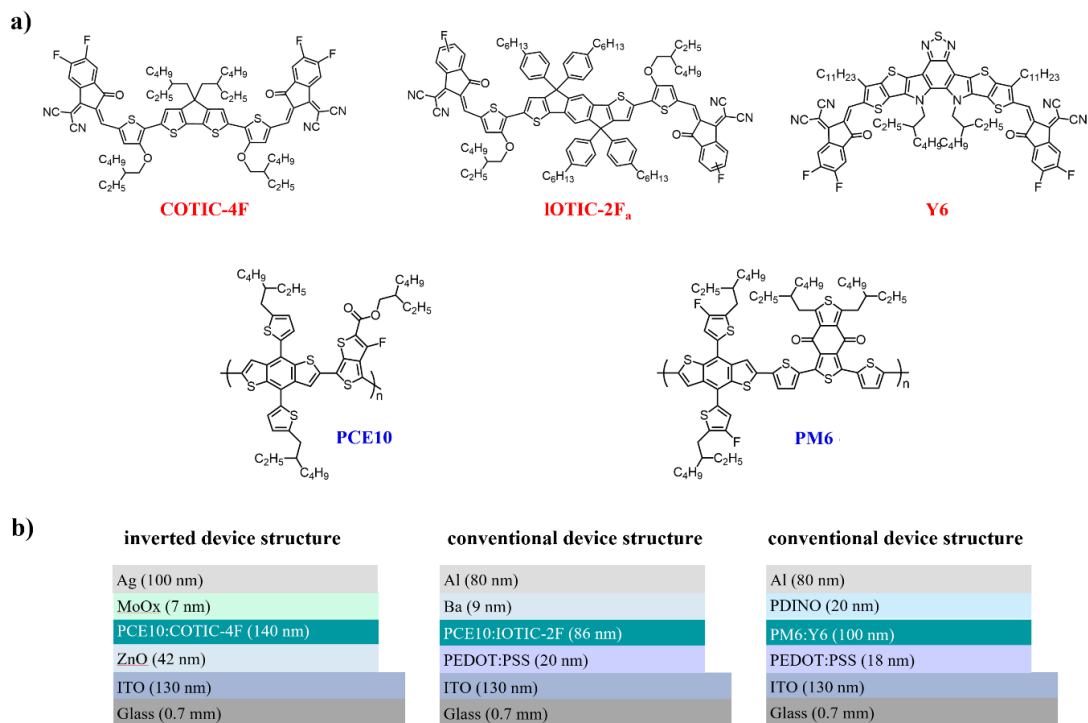 a)
F
F
O
CN
CN
C4H9
C2H5
C4H9
C2H5
F
F
O
NC
CN
S
S
S
S
O
O
C4H9
C2H5
C4H9
C2H5
COTIC-4F
F
O
NC
CN
C6H13
C6H13
C2H5
C4H9
O
S
S
S
S
O
CN
CN
O
F
C4H9
C2H5
C6H13
C6H13
IOTIC-2Fa
S
N
N
C11H23
C11H23
S
S
S
S
N
N
CN
NC
CN
CN
O
O
C2H5
C4H9
C2H5
C4H9
F
F
F
F
Y6
C4H9
C2H5
C4H9
C2H5
O
O
S
S
F
S
S
S
S
n
C2H5
C4H9
PCE10
C4H9
C2H5
F
S
C4H9
C2H5
C4H9
C2H5
S
O
O
S
S
S
S
S
S
F
n
C2H5
C4H9
PM6
b)
inverted device structure
Ag (100 nm)
MoOx (7 nm)
PCE10:COTIC-4F (140 nm)
ZnO (42 nm)
ITO (130 nm)
Glass (0.7 mm)
conventional device structure
Al (80 nm)
Ba (9 nm)
PCE10:IOTIC-2F (86 nm)
PEDOT:PSS (20 nm)
ITO (130 nm)
Glass (0.7 mm)
conventional device structure
Al (80 nm)
PDINO (20 nm)
PM6:Y6 (100 nm)
PEDOT:PSS (18 nm)
ITO (130 nm)
Glass (0.7 mm)